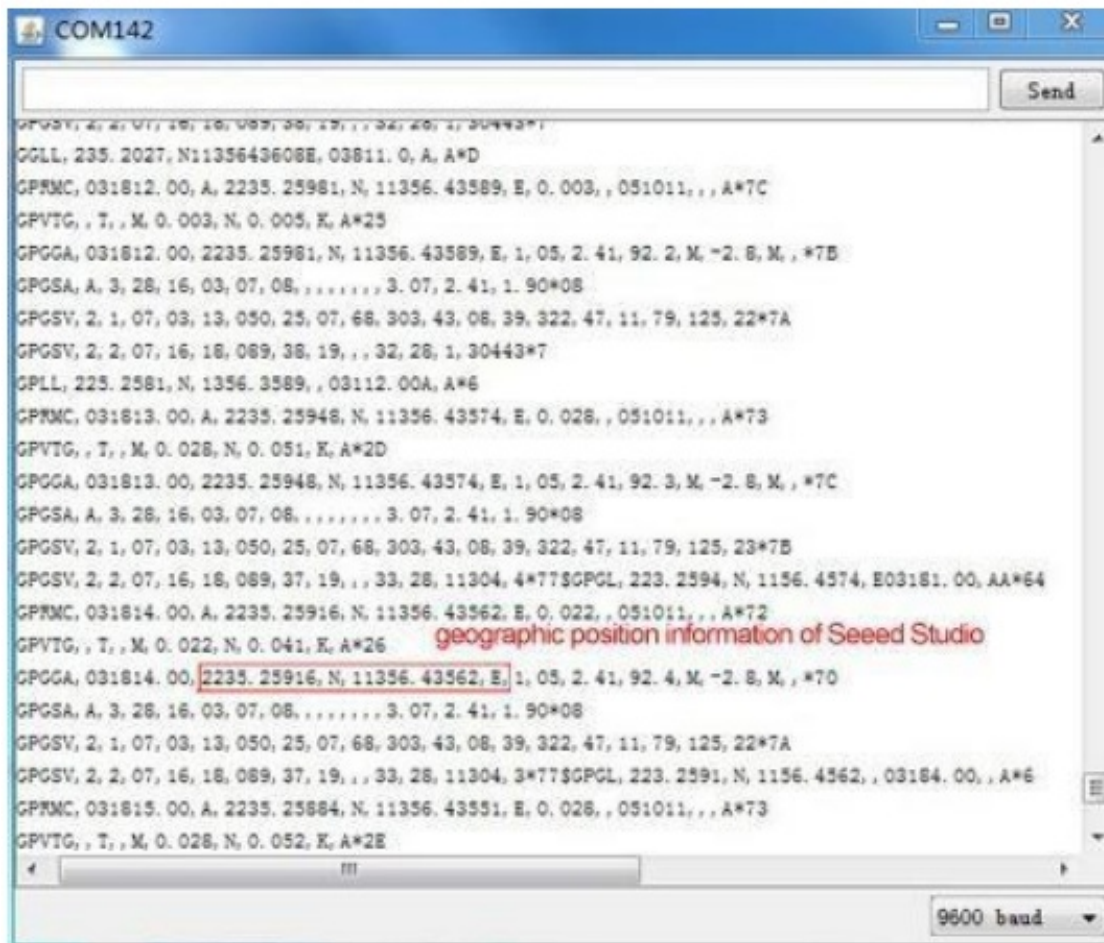 COM142
Send
GPGSV, 2, 2, 07, 16, 18, 089, 38, 19, , , 32, 28, 1, 30443*7
GGLL, 235. 2027, N1135643608E, 03811. 0, A, A*D
GPRMC, 031812. 00, A, 2235. 25981, N, 11356. 43589, E, 0. 003, , 051011, , , A*7C
GPVTG, , T, , M, 0. 003, N, 0. 005, K, A*25
GPGGA, 031812. 00, 2235. 25981, N, 11356. 43589, E, 1, 05, 2. 41, 92. 2, M, -2. 8, M, , *7B
GPGSA, A, 3, 28, 16, 03, 07, 08, , , , , , , , 3. 07, 2. 41, 1. 90*08
GPGSV, 2, 1, 07, 03, 13, 050, 25, 07, 68, 303, 43, 08, 39, 322, 47, 11, 79, 125, 22*7A
GPGSV, 2, 2, 07, 16, 18, 089, 38, 19, , , 32, 28, 1, 30443*7
GPLL, 225. 2581, N, 1356. 3589, , 03112. 00A, A*6
GPRMC, 031813. 00, A, 2235. 25948, N, 11356. 43574, E, 0. 028, , 051011, , , A*73
GPVTG, , T, , M, 0. 028, N, 0. 051, K, A*2D
GPGGA, 031813. 00, 2235. 25948, N, 11356. 43574, E, 1, 05, 2. 41, 92. 3, M, -2. 8, M, , *7C
GPGSA, A, 3, 28, 16, 03, 07, 08, , , , , , , , 3. 07, 2. 41, 1. 90*08
GPGSV, 2, 1, 07, 03, 13, 050, 25, 07, 68, 303, 43, 08, 39, 322, 47, 11, 79, 125, 23*7B
GPGSV, 2, 2, 07, 16, 18, 089, 37, 19, , , 33, 28, 11304, 4*77$GPGL, 223. 2594, N, 1156. 4574, E03181. 00, AA*64
GPRMC, 031814. 00, A, 2235. 25916, N, 11356. 43562, E, 0. 022, , 051011, , , A*72
GPVTG, , T, , M, 0. 022, N, 0. 041, K, A*26
geographic position information of Seeed Studio
GPGGA, 031814. 00, 2235. 25916, N, 11356. 43562, E, 1, 05, 2. 41, 92. 4, M, -2. 8, M, , *70
GPGSA, A, 3, 28, 16, 03, 07, 08, , , , , , , , 3. 07, 2. 41, 1. 90*08
GPGSV, 2, 1, 07, 03, 13, 050, 25, 07, 68, 303, 43, 08, 39, 322, 47, 11, 79, 125, 22*7A
GPGSV, 2, 2, 07, 16, 18, 089, 37, 19, , , 33, 28, 11304, 3*77$GPGL, 223. 2591, N, 1156. 4562, , 03184. 00, , A*6
GPRMC, 031815. 00, A, 2235. 25884, N, 11356. 43551, E, 0. 028, , 051011, , , A*73
GPVTG, , T, , M, 0. 028, N, 0. 052, K, A*2E
9600 baud